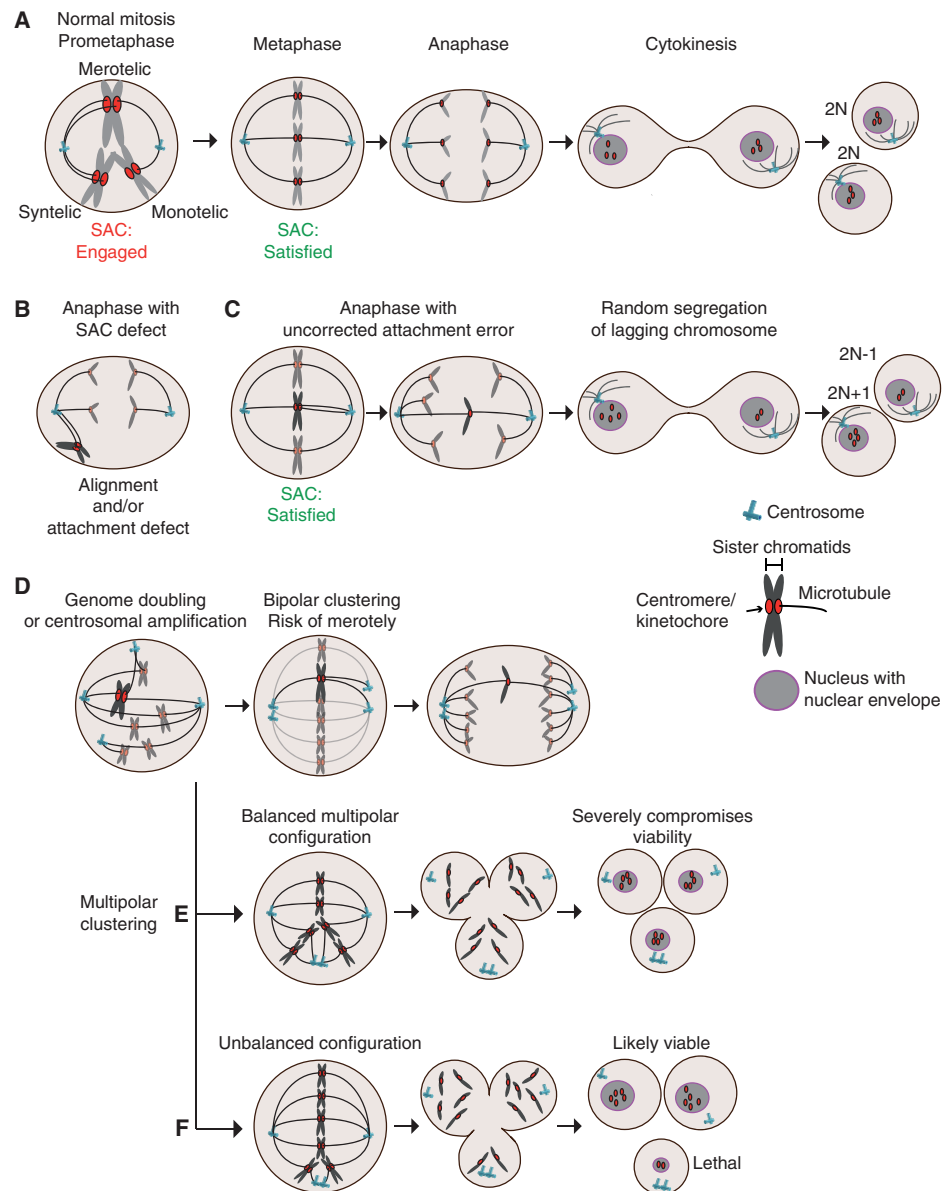 A
Normal mitosis
Prometaphase
Metaphase
Anaphase
Cytokinesis
Merotelic
Syntelic
Monotelic
SAC:
Engaged
SAC:
Satisfied
2N
2N
B
Anaphase with
SAC defect
Alignment
and/or
attachment defect
C
Anaphase with
uncorrected attachment error
Random segregation
of lagging chromosome
SAC:
Satisfied
2N-1
2N+1
Centrosome
Sister chromatids
Centromere/
kinetochore
Microtubule
Nucleus with
nuclear envelope
D
Genome doubling
or centrosomal amplification
Bipolar clustering
Risk of merotely
Multipolar
clustering
E
Balanced multipolar
configuration
Severely compromises
viability
F
Unbalanced configuration
Likely viable
Lethal